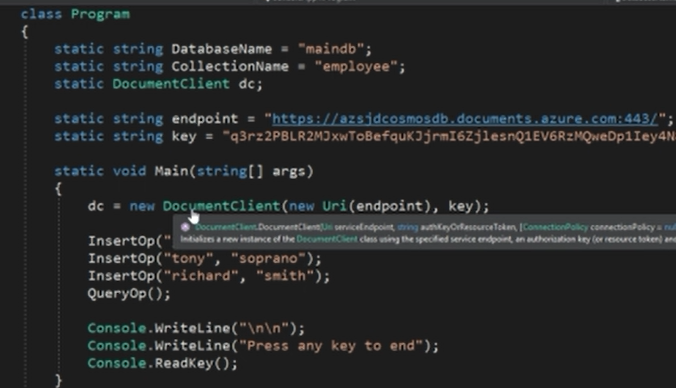 class Program
{
static string DatabaseName = "maindb";
static string CollectionName = "employee";
static DocumentClient dc;
static string endpoint = "https://azsjdcosmosdb.documents.azure.com:443/";
static string key = "q3rz2PBLR2MJxwToBefquKJjrmI6ZjlesnQ1EV6RzMQweDp1Iey4N
static void Main(string[] args)
{
dc = new DocumentClient(new Uri(endpoint), key);
DocumentClient.DocumentClient(Uri serviceEndpoint, string authKeyOrResourceToken, [ConnectionPolicy connectionPolicy = nul
Initializes a new instance of the DocumentClient class using the specified service endpoint, an authorization key (or resource token) and
InsertOp("
InsertOp("tony", "soprano");
InsertOp("richard", "smith");
QueryOp();
Console.WriteLine("\n\n");
Console.WriteLine("Press any key to end");
Console.ReadKey();
}